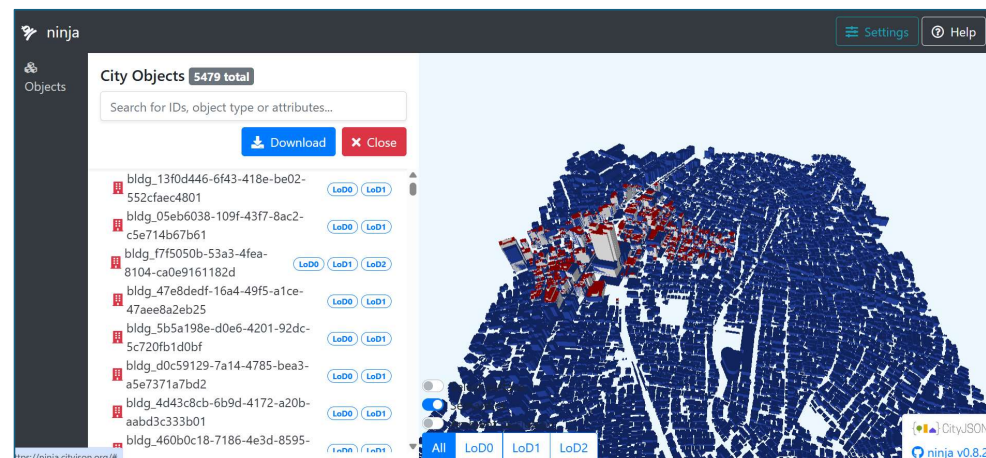 ninja
Settings
Help
Objects
City Objects 5479 total
Search for IDs, object type or attributes...
Download
Close
bldg_13f0d446-6f43-418e-be02-
552cfaec4801
LoD0 LoD1
bldg_05eb6038-109f-43f7-8ac2-
c5e714b67b61
LoD0 LoD1
bldg_f7f5050b-53a3-4fea-
8104-ca0e9161182d
LoD0 LoD1 LoD2
bldg_47e8dedf-16a4-49f5-a1ce-
47aee8a2eb25
LoD0 LoD1
bldg_5b5a198e-d0e6-4201-92dc-
5c720fb1d0bf
LoD0 LoD1
bldg_d0c59129-7a14-4785-bea3-
a5e7371a7bd2
LoD0 LoD1
bldg_4d43c8cb-6b9d-4172-a20b-
aabd3c333b01
LoD0 LoD1
bldg_460b0c18-7186-4e3d-8595-
LoD0 LoD1
All LoD0 LoD1 LoD2
CityJSON
ninja v0.8.2